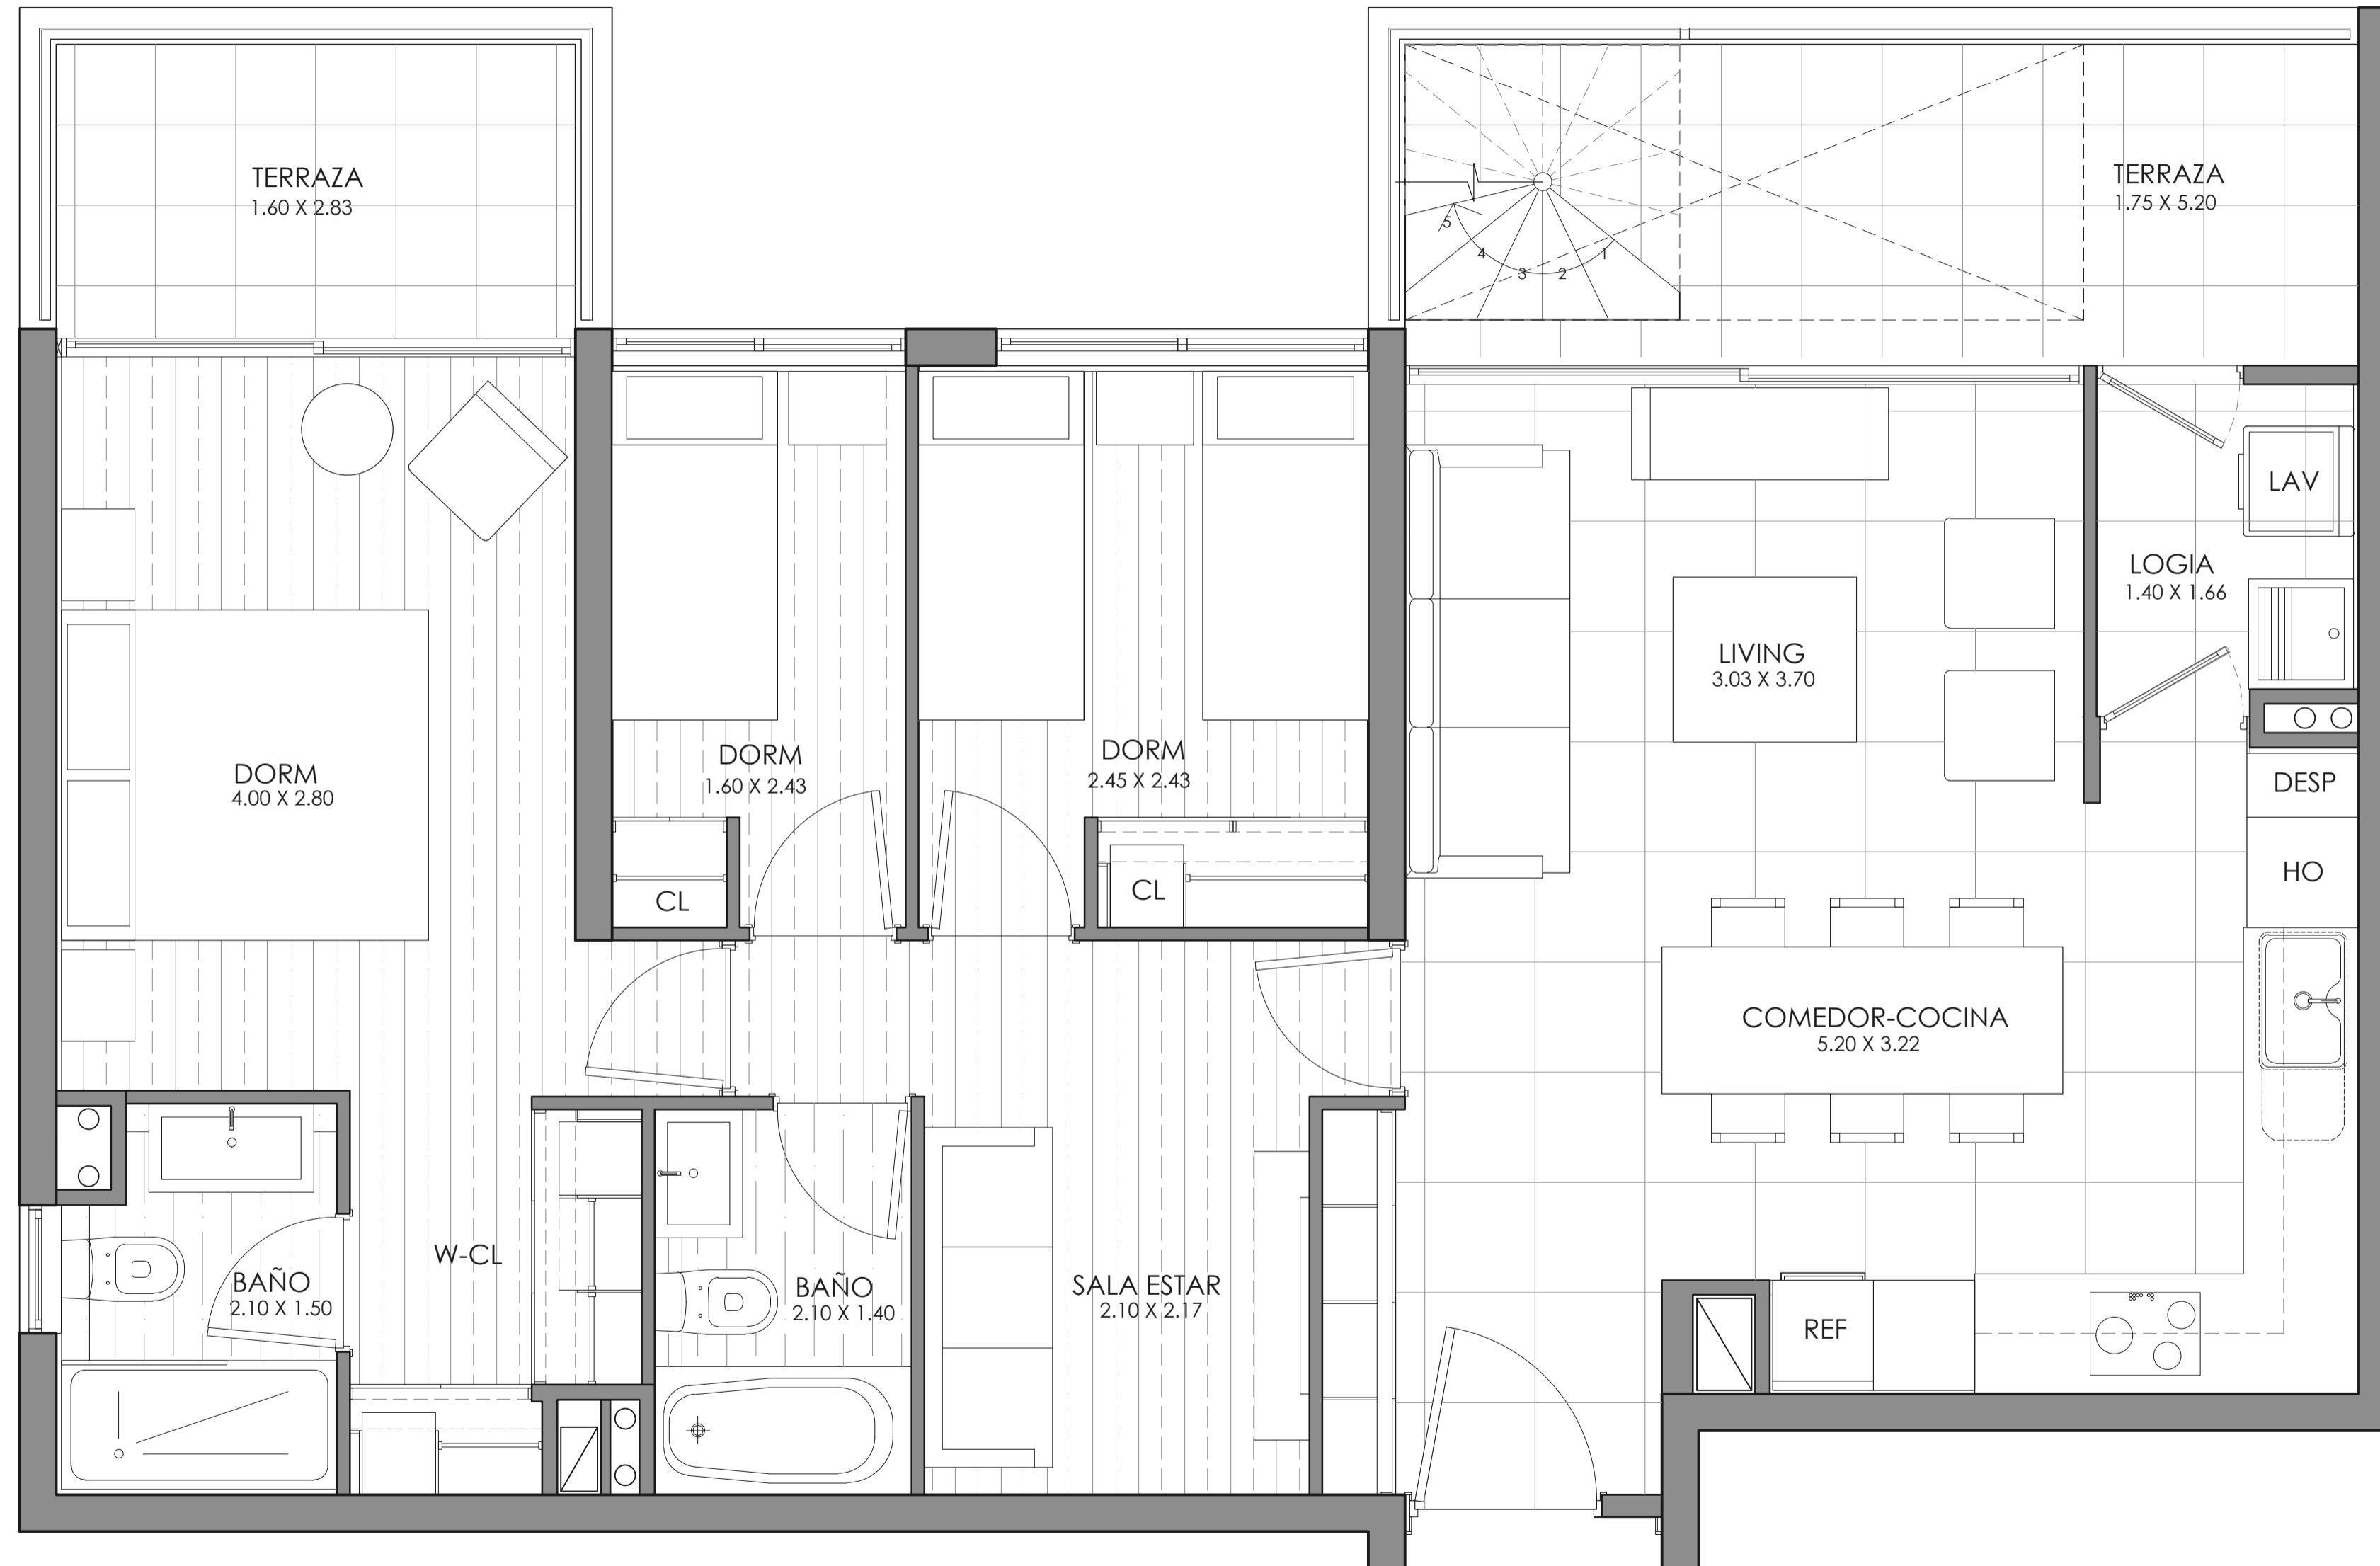 TERRAZA
1.60 X 2.83
TERRAZA
1.75 X 5.20
5
4
3
2
1
LAV
LOGIA
1.40 X 1.66
LIVING
3.03 X 3.70
DORM
4.00 X 2.80
DORM
1.60 X 2.43
DORM
2.45 X 2.43
DESP
HO
CL
CL
COMEDOR-COCINA
5.20 X 3.22
W-CL
BAÑO
2.10 X 1.50
BAÑO
2.10 X 1.40
SALA ESTAR
2.10 X 2.17
REF